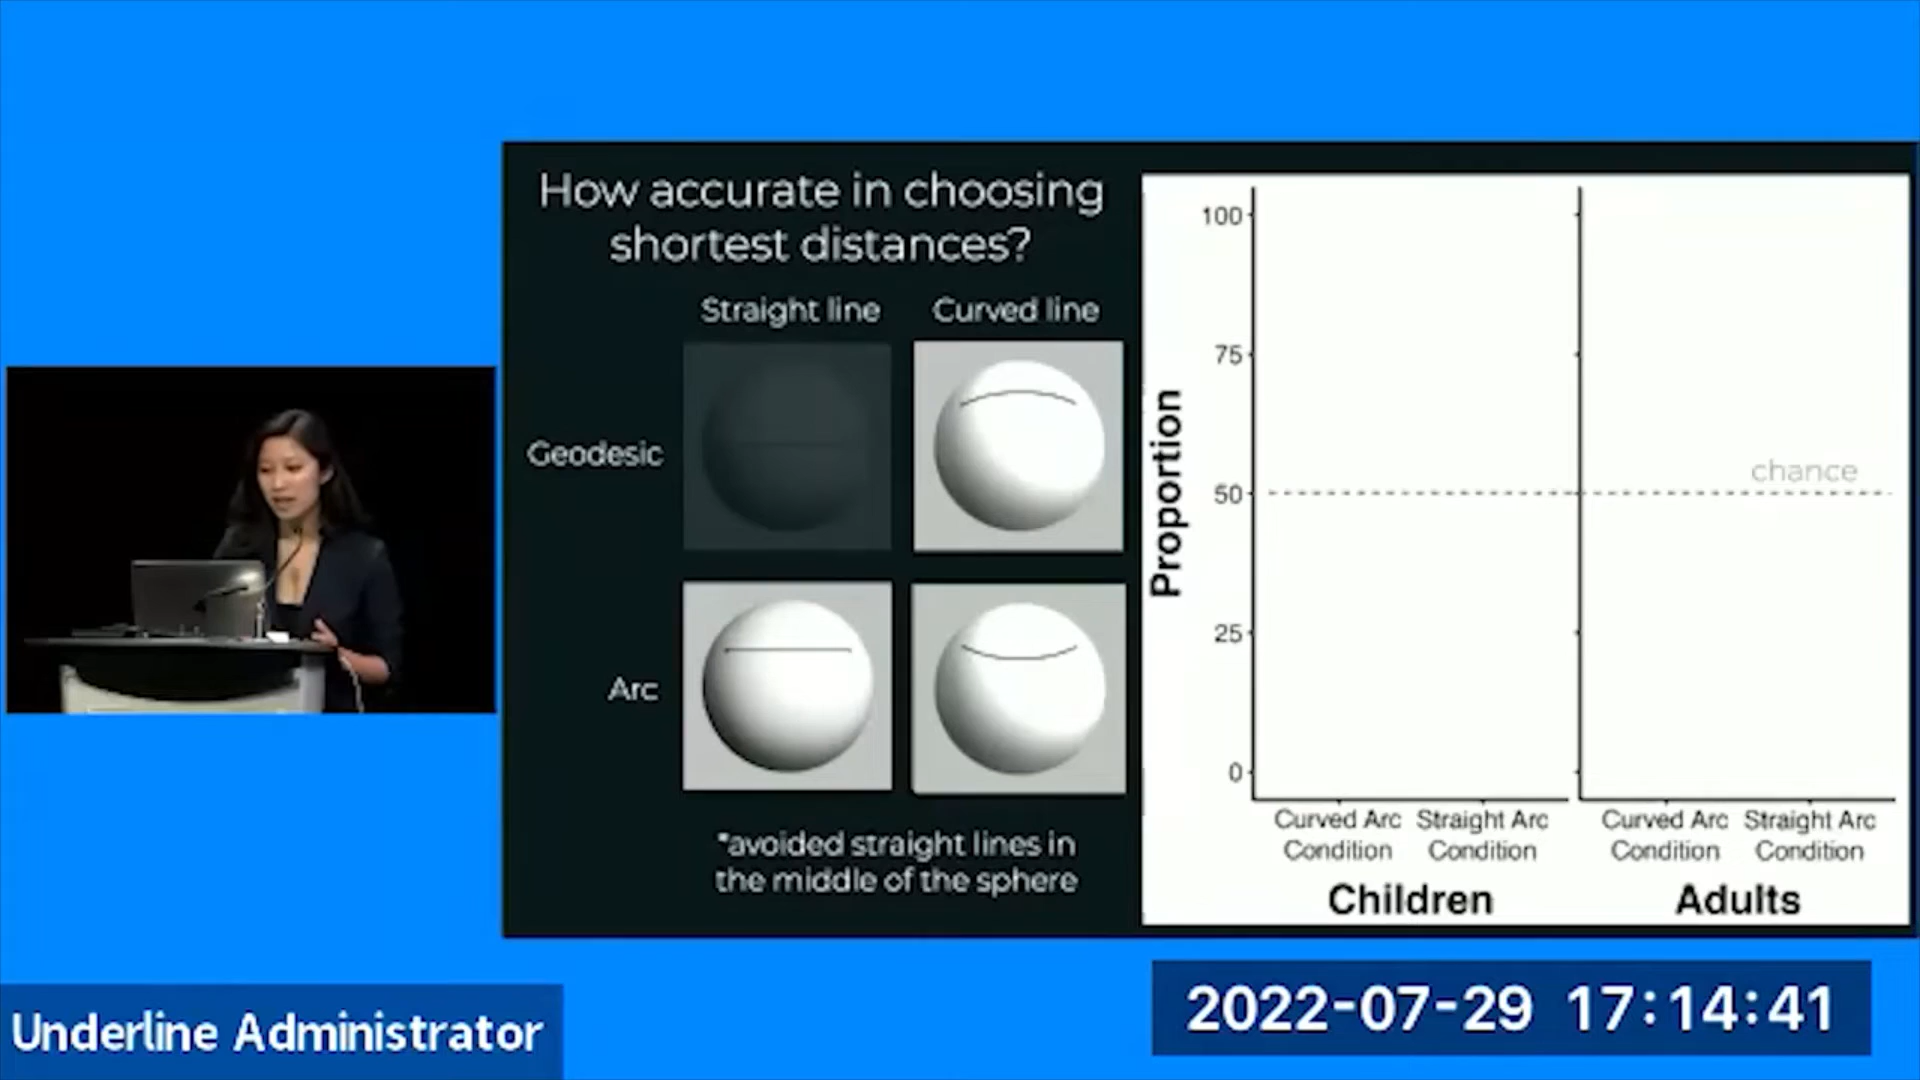 How accurate in choosing
shortest distances?
Straight line
Curved line
Geodesic
Arc
*avoided straight lines in
the middle of the sphere
Proportion
100
75
50
25
0
chance
Curved Arc
Condition
Straight Arc
Condition
Curved Arc
Condition
Straight Arc
Condition
Children
Adults
Underline Administrator
2022-07-29 17:14:41